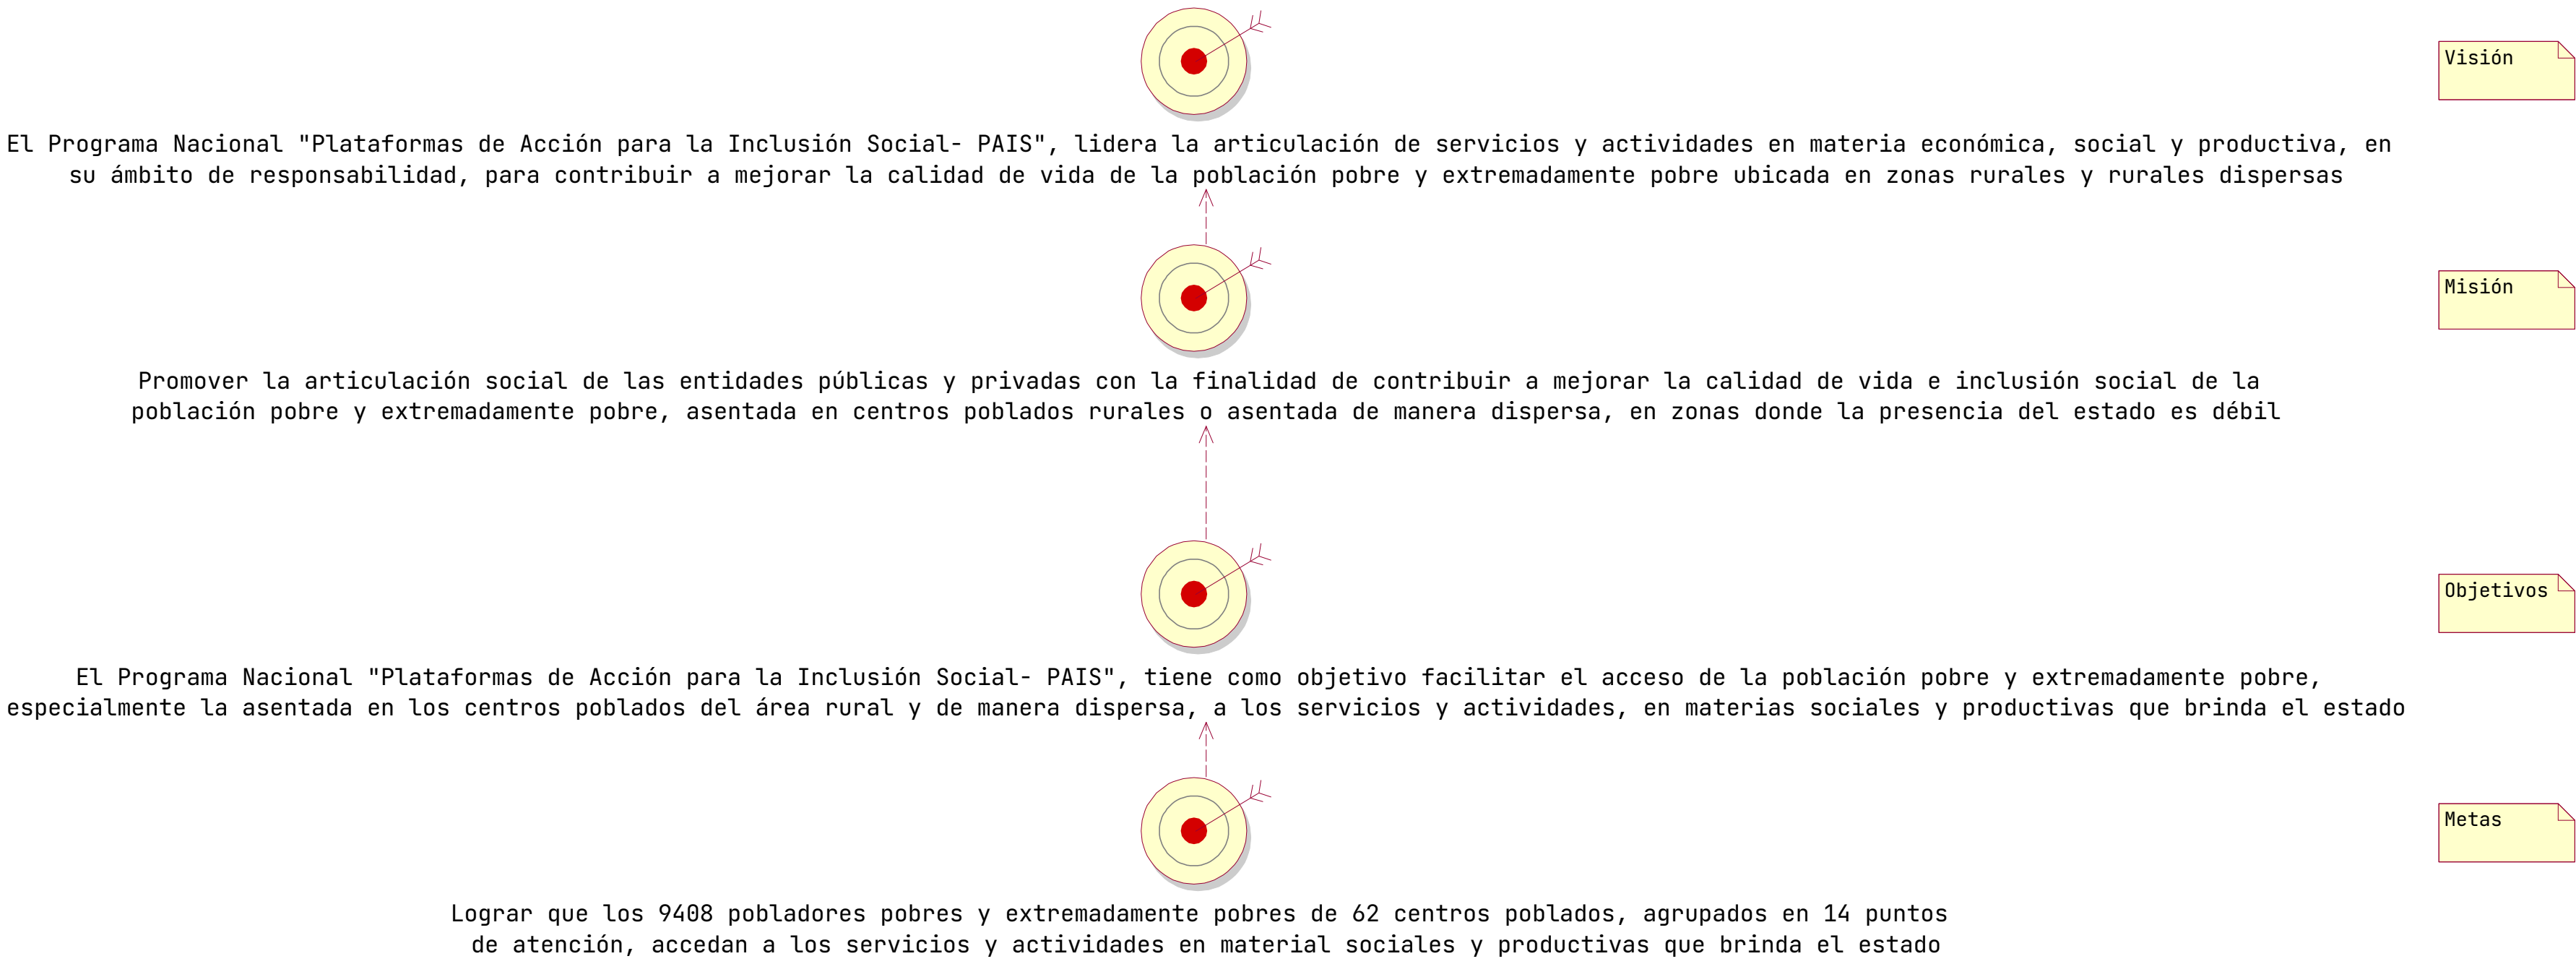 Visión
El Programa Nacional "Plataformas de Acción para la Inclusión Social- PAIS", lidera la articulación de servicios y actividades en materia económica, social y productiva, en
su ámbito de responsabilidad, para contribuir a mejorar la calidad de vida de la población pobre y extremadamente pobre ubicada en zonas rurales y rurales dispersas
Misión
Promover la articulación social de las entidades públicas y privadas con la finalidad de contribuir a mejorar la calidad de vida e inclusión social de la
población pobre y extremadamente pobre, asentada en centros poblados rurales o asentada de manera dispersa, en zonas donde la presencia del estado es débil
Objetivos
El Programa Nacional "Plataformas de Acción para la Inclusión Social- PAIS", tiene como objetivo facilitar el acceso de la población pobre y extremadamente pobre,
especialmente la asentada en los centros poblados del área rural y de manera dispersa, a los servicios y actividades, en materias sociales y productivas que brinda el estado
Metas
Lograr que los 9408 pobladores pobres y extremadamente pobres de 62 centros poblados, agrupados en 14 puntos
de atención, accedan a los servicios y actividades en material sociales y productivas que brinda el estado